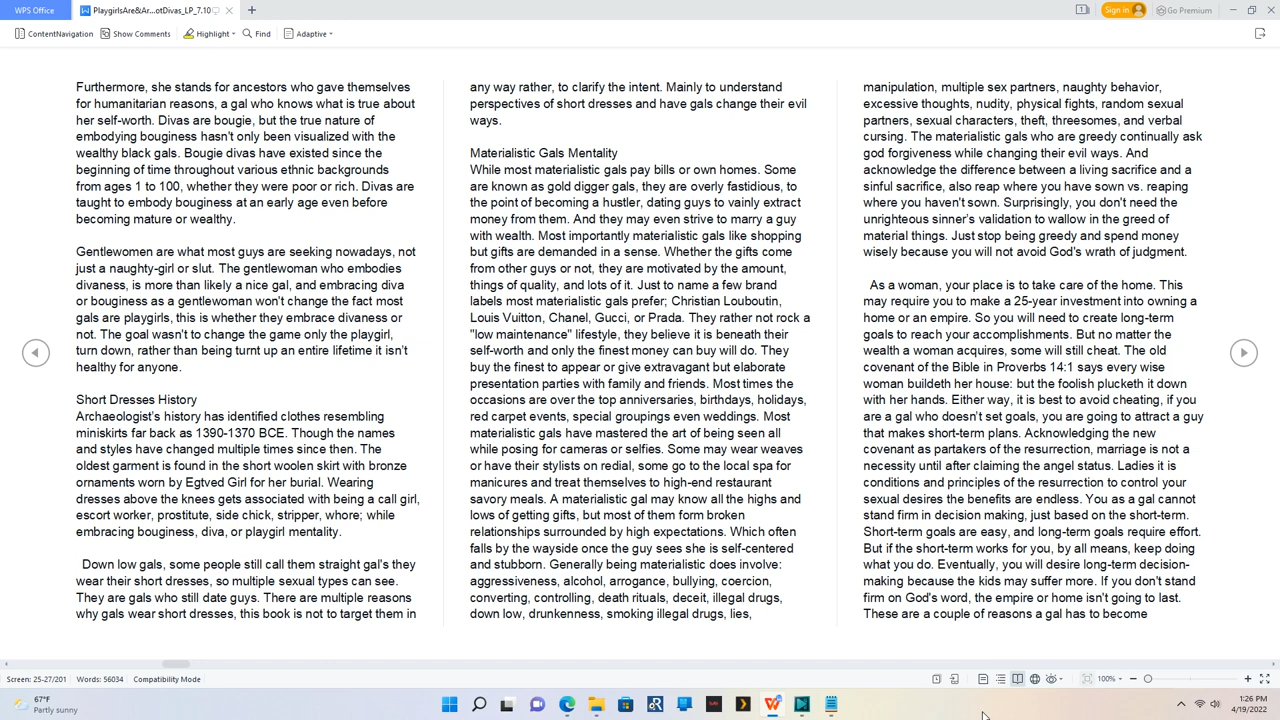 WPS Office
PlaygirlsAre&Ar...otDivas_LP_7.10
1
Sign in
Go Premium
ContentNavigation
Show Comments
Highlight
Find
Adaptive
Furthermore, she stands for ancestors who gave themselves
for humanitarian reasons, a gal who knows what is true about
her self-worth. Divas are bougie, but the true nature of
embodying bouginess hasn't only been visualized with the
wealthy black gals. Bougie divas have existed since the
beginning of time throughout various ethnic backgrounds
from ages 1 to 100, whether they were poor or rich. Divas are
taught to embody bouginess at an early age even before
becoming mature or wealthy.
Gentlewomen are what most guys are seeking nowadays, not
just a naughty-girl or slut. The gentlewoman who embodies
divaness, is more than likely a nice gal, and embracing diva
or bouginess as a gentlewoman won't change the fact most
gals are playgirls, this is whether they embrace divaness or
not. The goal wasn't to change the game only the playgirl,
turn down, rather than being turnt up an entire lifetime it isn't
healthy for anyone.
Short Dresses History
Archaeologist's history has identified clothes resembling
miniskirts far back as 1390-1370 BCE. Though the names
and styles have changed multiple times since then. The
oldest garment is found in the short woolen skirt with bronze
ornaments worn by Egtved Girl for her burial. Wearing
dresses above the knees gets associated with being a call girl,
escort worker, prostitute, side chick, stripper, whore; while
embracing bouginess, diva, or playgirl mentality.
Down low gals, some people still call them straight gal's they
wear their short dresses, so multiple sexual types can see.
They are gals who still date guys. There are multiple reasons
why gals wear short dresses, this book is not to target them in
any way rather, to clarify the intent. Mainly to understand
perspectives of short dresses and have gals change their evil
ways.
Materialistic Gals Mentality
While most materialistic gals pay bills or own homes. Some
are known as gold digger gals, they are overly fastidious, to
the point of becoming a hustler, dating guys to vainly extract
money from them. And they may even strive to marry a guy
with wealth. Most importantly materialistic gals like shopping
but gifts are demanded in a sense. Whether the gifts come
from other guys or not, they are motivated by the amount,
things of quality, and lots of it. Just to name a few brand
labels most materialistic gals prefer; Christian Louboutin,
Louis Vuitton, Chanel, Gucci, or Prada. They rather not rock a
"low maintenance" lifestyle, they believe it is beneath their
self-worth and only the finest money can buy will do. They
buy the finest to appear or give extravagant but elaborate
presentation parties with family and friends. Most times the
occasions are over the top anniversaries, birthdays, holidays,
red carpet events, special groupings even weddings. Most
materialistic gals have mastered the art of being seen all
while posing for cameras or selfies. Some may wear weaves
or have their stylists on redial, some go to the local spa for
manicures and treat themselves to high-end restaurant
savory meals. A materialistic gal may know all the highs and
lows of getting gifts, but most of them form broken
relationships surrounded by high expectations. Which often
falls by the wayside once the guy sees she is self-centered
and stubborn. Generally being materialistic does involve:
aggressiveness, alcohol, arrogance, bullying, coercion,
converting, controlling, death rituals, deceit, illegal drugs,
down low, drunkenness, smoking illegal drugs, lies,
manipulation, multiple sex partners, naughty behavior,
excessive thoughts, nudity, physical fights, random sexual
partners, sexual characters, theft, threesomes, and verbal
cursing. The materialistic gals who are greedy continually ask
god forgiveness while changing their evil ways. And
acknowledge the difference between a living sacrifice and a
sinful sacrifice, also reap where you have sown vs. reaping
where you haven't sown. Surprisingly, you don't need the
unrighteous sinner's validation to wallow in the greed of
material things. Just stop being greedy and spend money
wisely because you will not avoid God's wrath of judgment.
As a woman, your place is to take care of the home. This
may require you to make a 25-year investment into owning a
home or an empire. So you will need to create long-term
goals to reach your accomplishments. But no matter the
wealth a woman acquires, some will still cheat. The old
covenant of the Bible in Proverbs 14:1 says every wise
woman buildeth her house: but the foolish plucketh it down
with her hands. Either way, it is best to avoid cheating, if you
are a gal who doesn't set goals, you are going to attract a guy
that makes short-term plans. Acknowledging the new
covenant as partakers of the resurrection, marriage is not a
necessity until after claiming the angel status. Ladies it is
conditions and principles of the resurrection to control your
sexual desires the benefits are endless. You as a gal cannot
stand firm in decision making, just based on the short-term.
Short-term goals are easy, and long-term goals require effort.
But if the short-term works for you, by all means, keep doing
what you do. Eventually, you will desire long-term decision-
making because the kids may suffer more. If you don't stand
firm on God's word, the empire or home isn't going to last.
These are a couple of reasons a gal has to become
Screen: 25-27/201
Words: 56034
Compatibility Mode
100%
67°F
Partly sunny
1:26 PM
4/19/2022